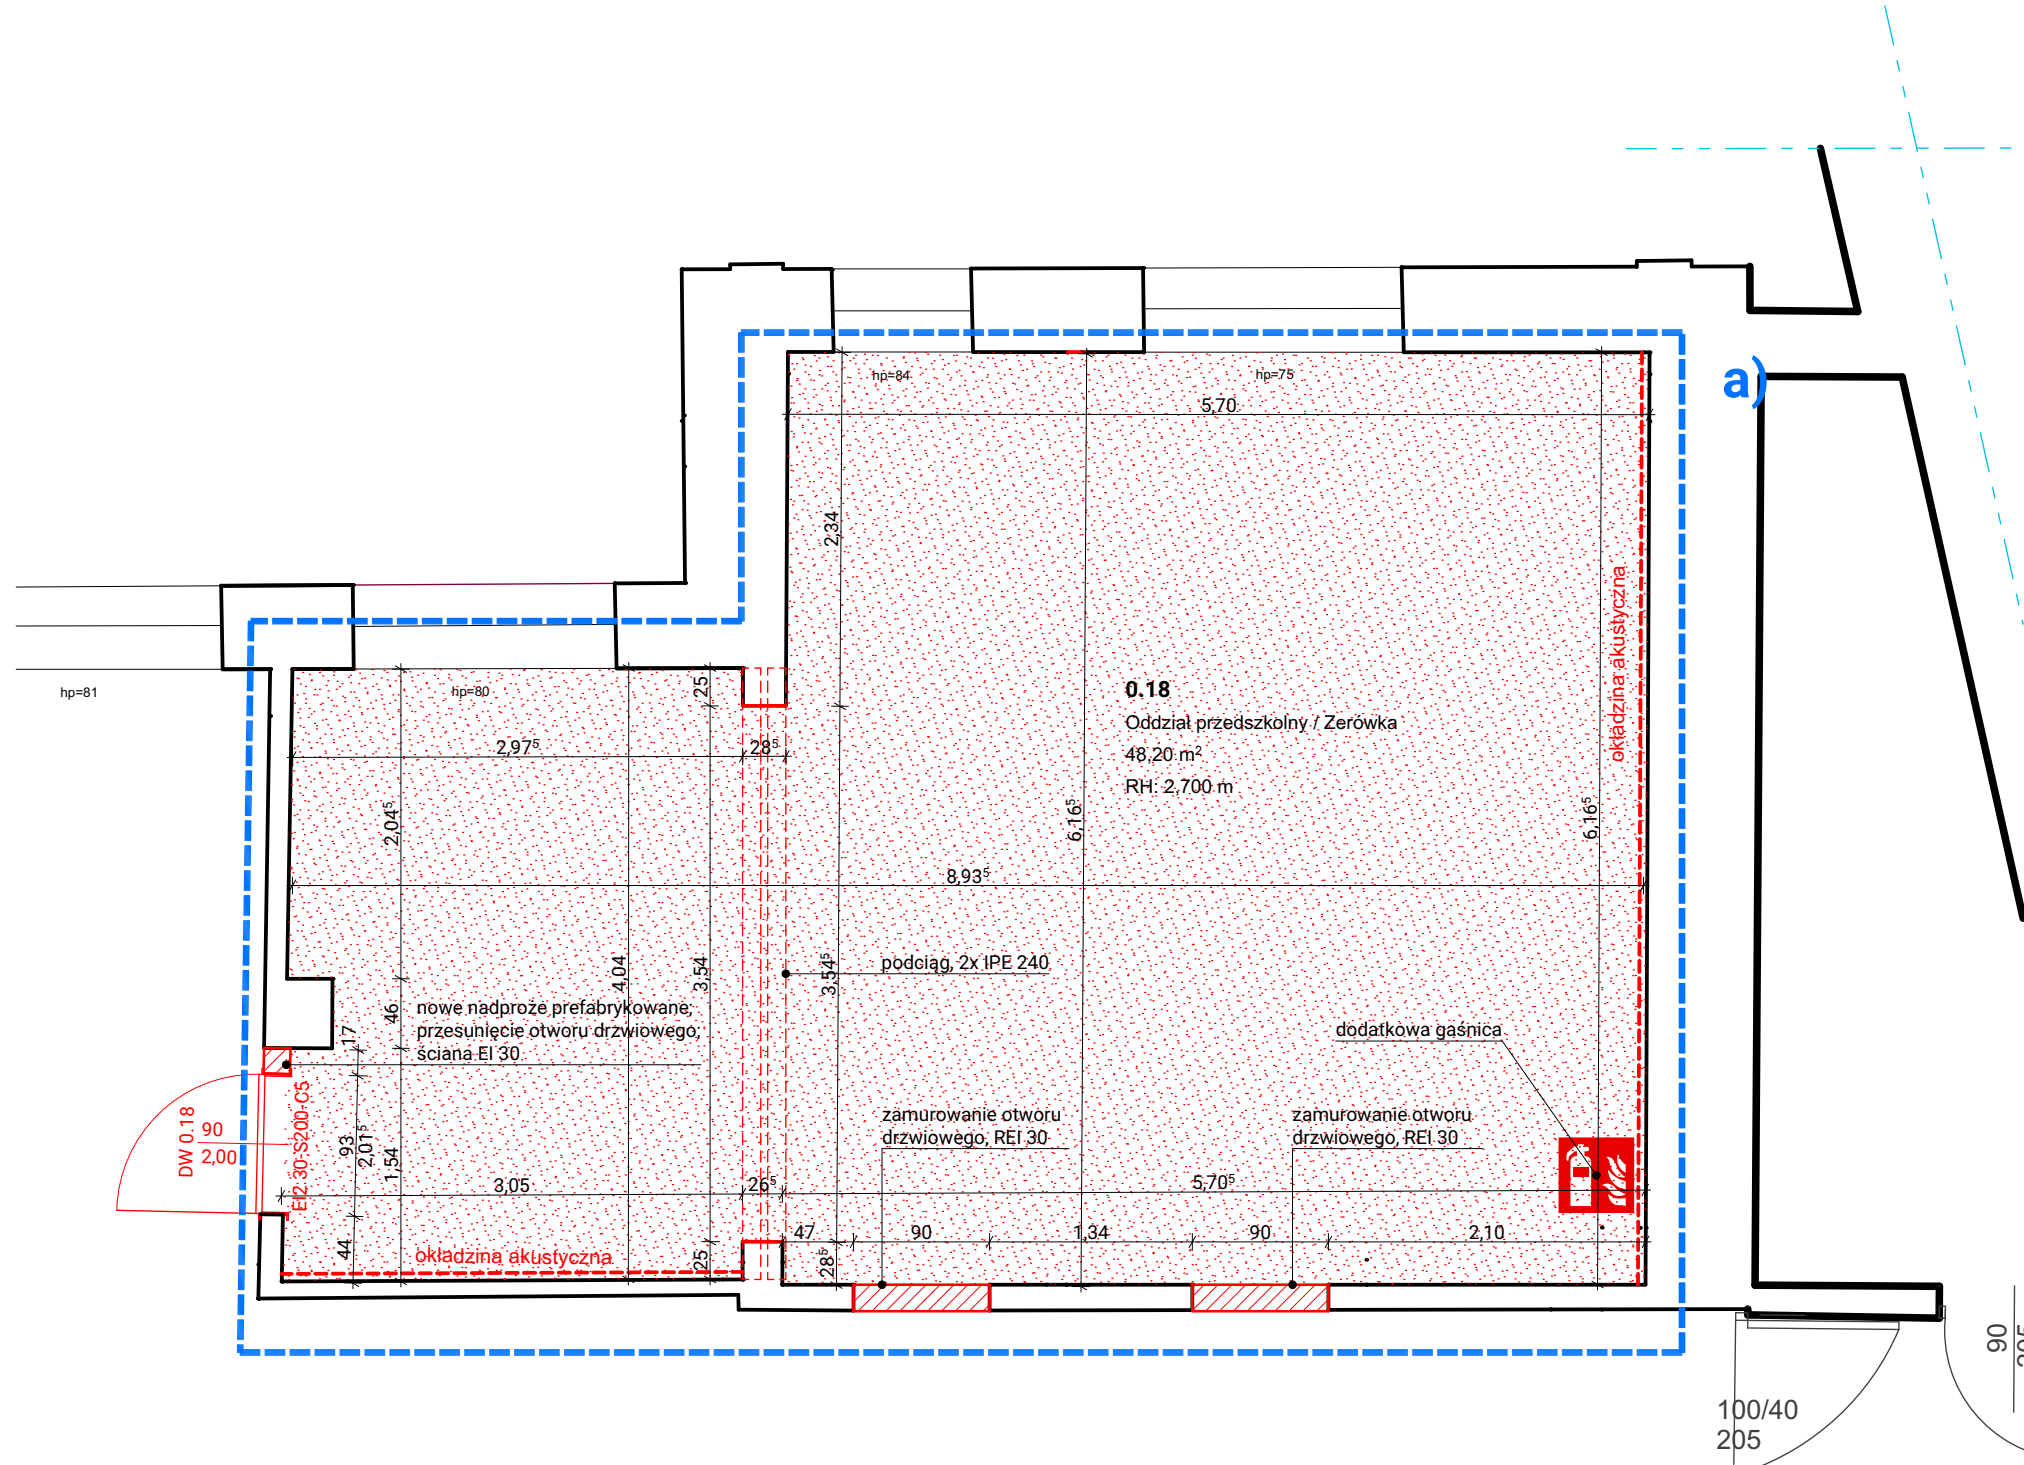 a)
hp=84
hp=75
5,70
2,34
okładzina akustyczna
hp=81
hp=80
25
0.18
Oddział przedszkolny / Zerówka
48,20 m²
RH: 2,700 m
2,97⁵
28⁵
2,04⁵
6,16⁵
6,16⁵
8,93⁵
podciąg, 2x IPE 240
4,04
3,54
3,54⁵
46
17
nowe nadproże prefabrykowane,
przesunięcie otworu drzwiowego,
ściana EI 30
dodatkowa gaśnica
DW 0.18
90
2,00
EI2 30-S200-C5
93
2,01⁵
1,54
zamurowanie otworu
drzwiowego, REI 30
zamurowanie otworu
drzwiowego, REI 30
3,05
26⁵
5,70⁵
47
90
1,34
90
2,10
44
okładzina akustyczna
25
28⁵
100/40
205
90